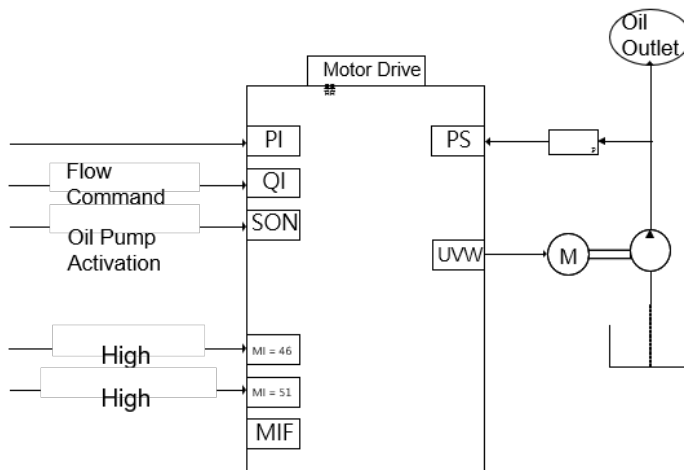 Oil
Outlet
Motor Drive
PI
PS
P
Flow
Command
QI
Oil Pump
Activation
SON
UVW
M
High
MI = 46
High
MI = 51
MIF